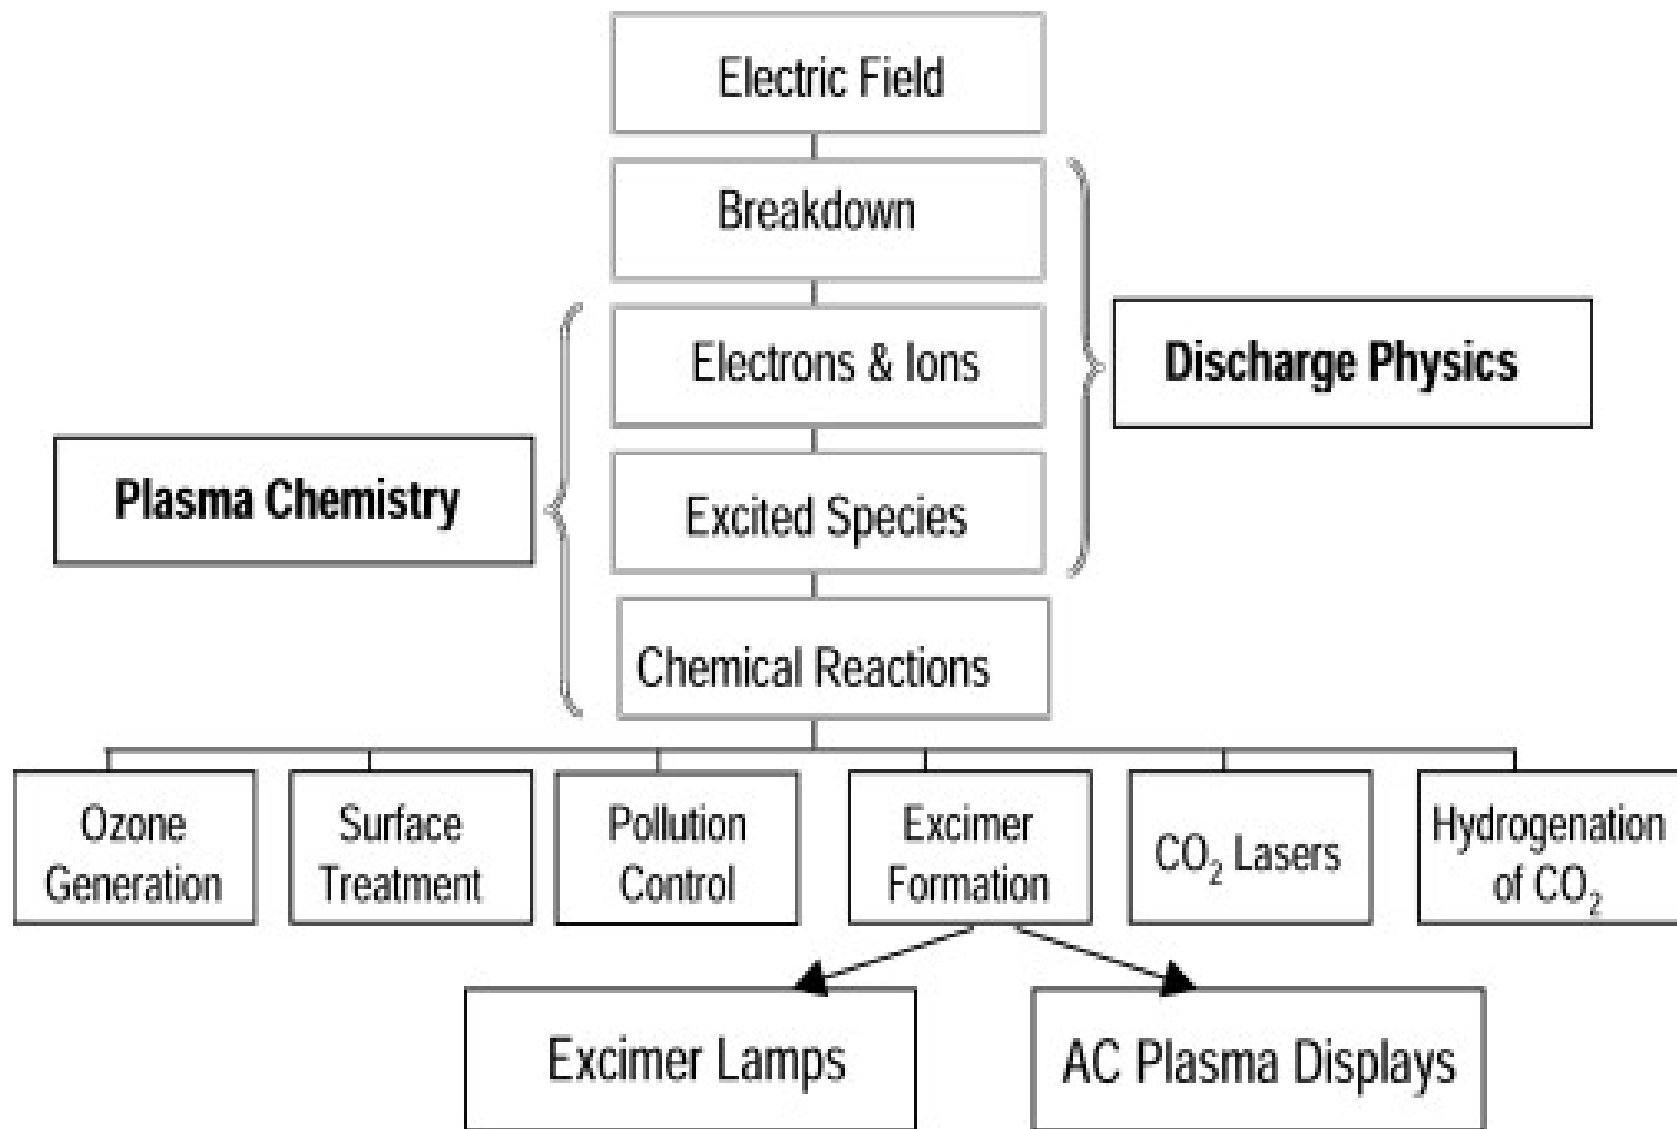 Electric Field
Breakdown
Electrons & Ions
Discharge Physics
Plasma Chemistry
Excited Species
Chemical Reactions
Ozone
Generation
Surface
Treatment
Pollution
Control
Excimer
Formation
CO₂ Lasers
Hydrogenation
of CO₂
Excimer Lamps
AC Plasma Displays